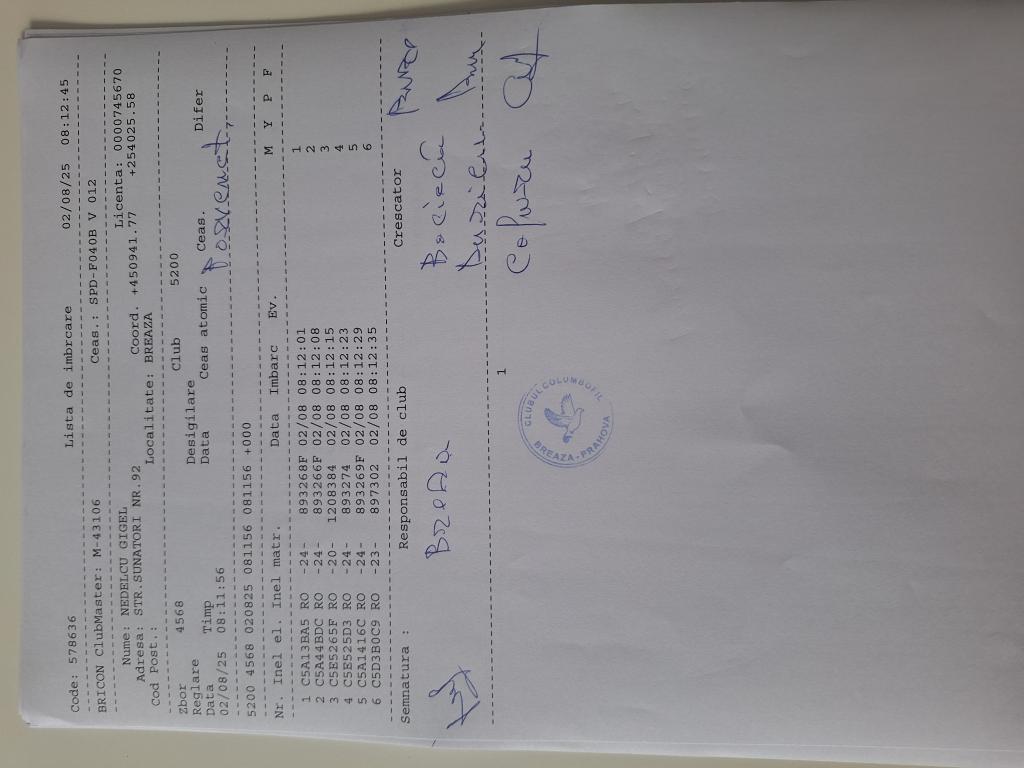 Code: 578636 Lista de imbrcare 02/08/25 08:12:45
BRICON ClubMaster: M-43106 Ceas.: SPD-F040B V 012
Nume: NEDELCU GIGEL Licenta: 0000745670
Adresa: STR.SUNATORI NR.92 Coord. +450941.77 +254025.58
Cod Post.: Localitate: BREAZA
Zbor 4568 Club 5200
Reglare Desigilare
Data Timp Data Ceas atomic Ceas. Difer
02/08/25 08:11:56
5200 4568 020825 081156 081156 +000
Nr. Inel el. Inel matr. Data Imbarc Ev. M Y P F
1 C5A13BA5 RO -24- 893268F 02/08 08:12:01 1
2 C5A44BDC RO -24- 893266F 02/08 08:12:08 2
3 C5E5265F RO -20- 1208384 02/08 08:12:15 3
4 C5E525D3 RO -24- 893274 02/08 08:12:23 4
5 C5A1416C RO -24- 893269F 02/08 08:12:29 5
6 C5D3B0C9 RO -23- 897302 02/08 08:12:35 6
Semnatura : Responsabil de club Crescator
1
CLUBUL COLUMBOFIL
BREAZA-PRAHOVA